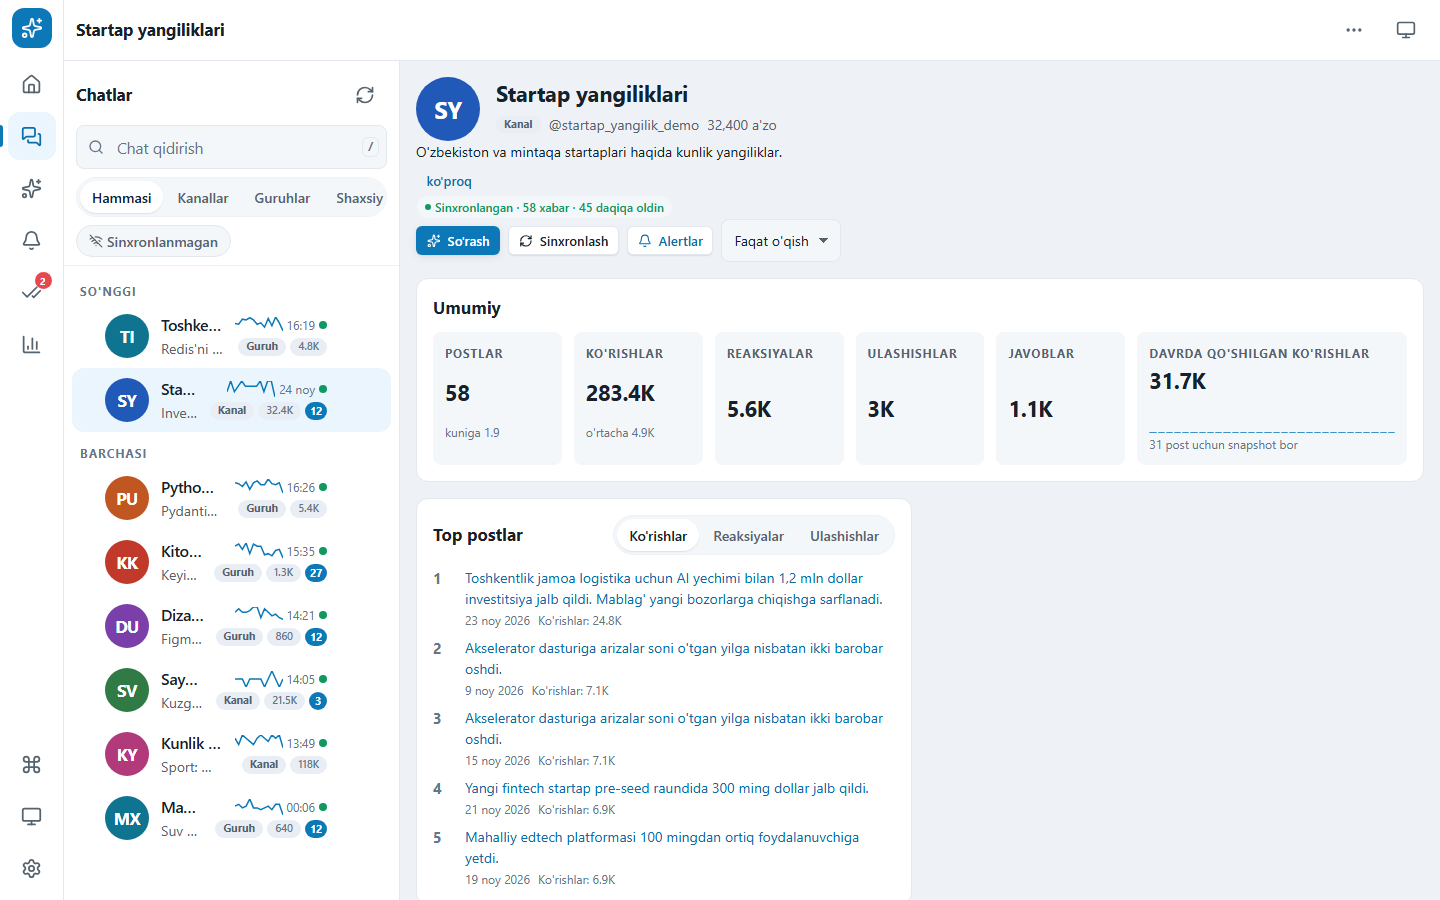 Startap yangiliklari
Chatlar
Chat qidirish
/
Hammasi
Kanallar
Guruhlar
Shaxsiy
Sinxronlanmagan
SO'NGGI
TI
Toshke...
16:19
Redis'ni ...
Guruh
4.8K
SY
Sta...
24 noy
Inve...
Kanal
32.4K
12
BARCHASI
PU
Pytho...
16:26
Pydanti...
Guruh
5.4K
KK
Kito...
15:35
Keyi...
Guruh
1.3K
27
DU
Diza...
14:21
Figm...
Guruh
860
12
SV
Say...
14:05
Kuzg...
Kanal
21.5K
3
KY
Kunlik ...
13:49
Sport: ...
Kanal
118K
MX
Ma...
00:06
Suv ...
Guruh
640
12
2
SY
Startap yangiliklari
Kanal
@startap_yangilik_demo
32,400 a'zo
O'zbekiston va mintaqa startaplari haqida kunlik yangiliklar.
ko'proq
Sinxronlangan · 58 xabar · 45 daqiqa oldin
So'rash
Sinxronlash
Alertlar
Faqat o'qish
Umumiy
POSTLAR
58
kuniga 1.9
KO'RISHLAR
283.4K
o'rtacha 4.9K
REAKSIYALAR
5.6K
ULASHISHLAR
3K
JAVOBLAR
1.1K
DAVRDA QO'SHILGAN KO'RISHLAR
31.7K
31 post uchun snapshot bor
Top postlar
Ko'rishlar
Reaksiyalar
Ulashishlar
1
Toshkentlik jamoa logistika uchun AI yechimi bilan 1,2 mln dollar
investitsiya jalb qildi. Mablag' yangi bozorlarga chiqishga sarflanadi.
23 noy 2026 Ko'rishlar: 24.8K
2
Akselerator dasturiga arizalar soni o'tgan yilga nisbatan ikki barobar
oshdi.
9 noy 2026 Ko'rishlar: 7.1K
3
Akselerator dasturiga arizalar soni o'tgan yilga nisbatan ikki barobar
oshdi.
15 noy 2026 Ko'rishlar: 7.1K
4
Yangi fintech startap pre-seed raundida 300 ming dollar jalb qildi.
21 noy 2026 Ko'rishlar: 6.9K
5
Mahalliy edtech platformasi 100 mingdan ortiq foydalanuvchiga
yetdi.
19 noy 2026 Ko'rishlar: 6.9K